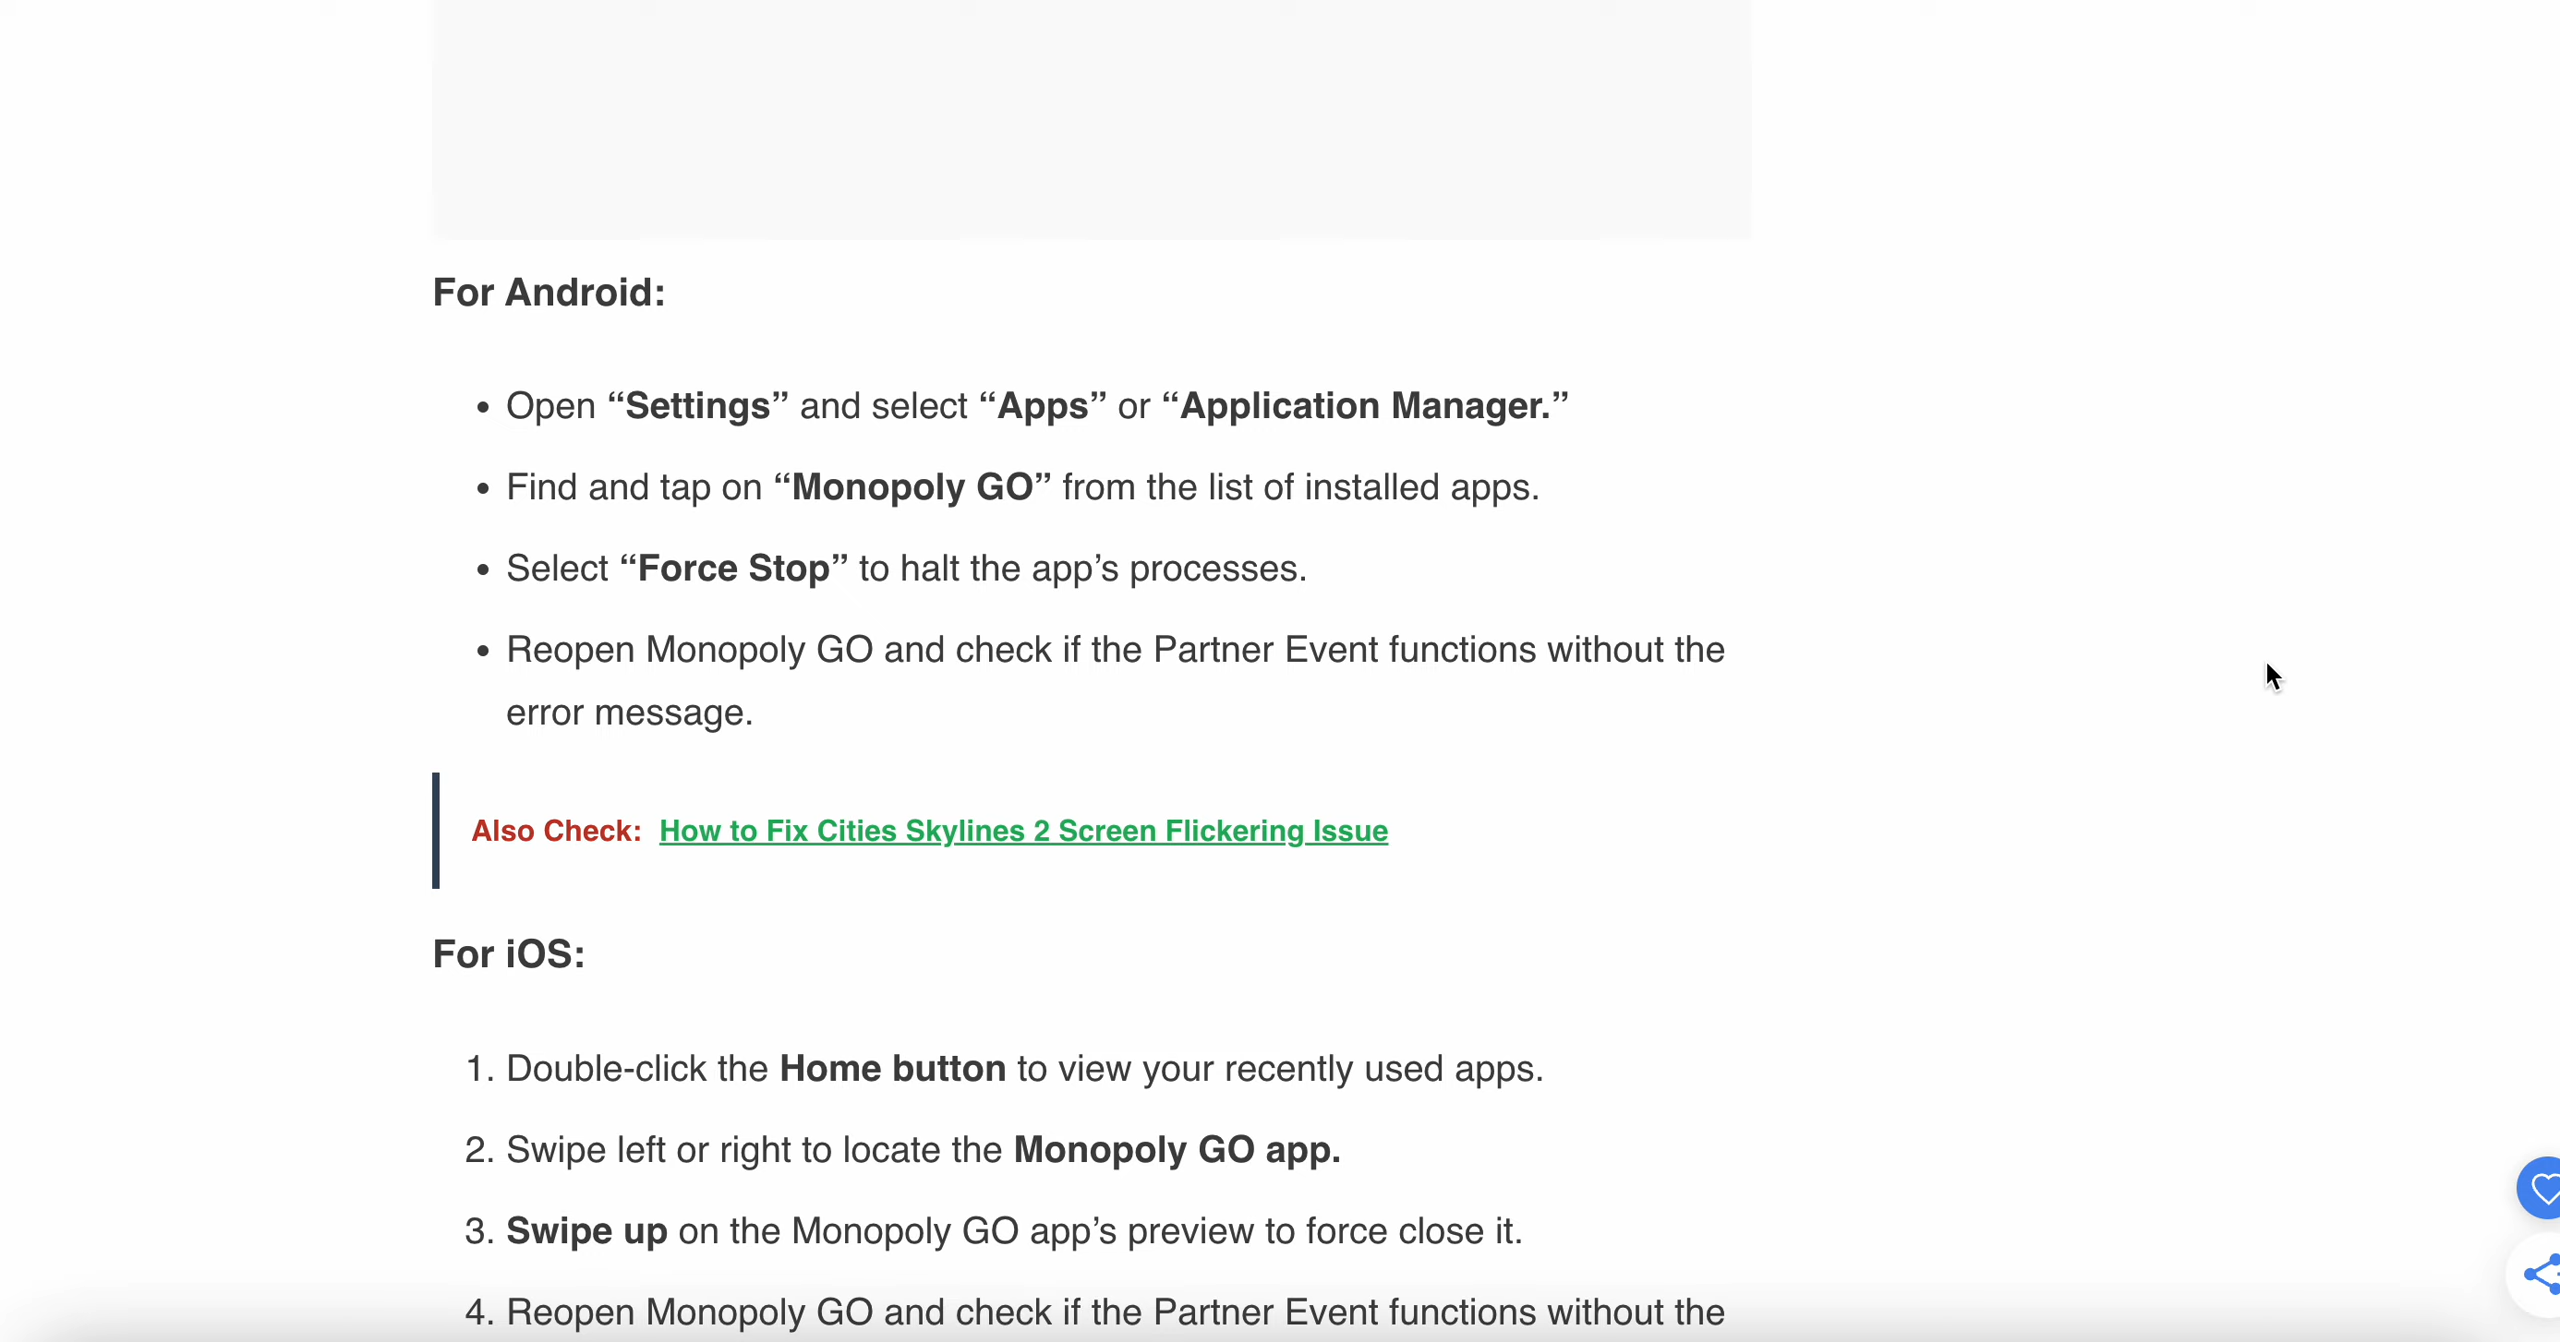 For Android:
• Open “Settings” and select “Apps” or “Application Manager.”
• Find and tap on “Monopoly GO” from the list of installed apps.
• Select “Force Stop” to halt the app’s processes.
• Reopen Monopoly GO and check if the Partner Event functions without the
error message.
Also Check: How to Fix Cities Skylines 2 Screen Flickering Issue
For iOS:
1. Double-click the Home button to view your recently used apps.
2. Swipe left or right to locate the Monopoly GO app.
3. Swipe up on the Monopoly GO app’s preview to force close it.
4. Reopen Monopoly GO and check if the Partner Event functions without the